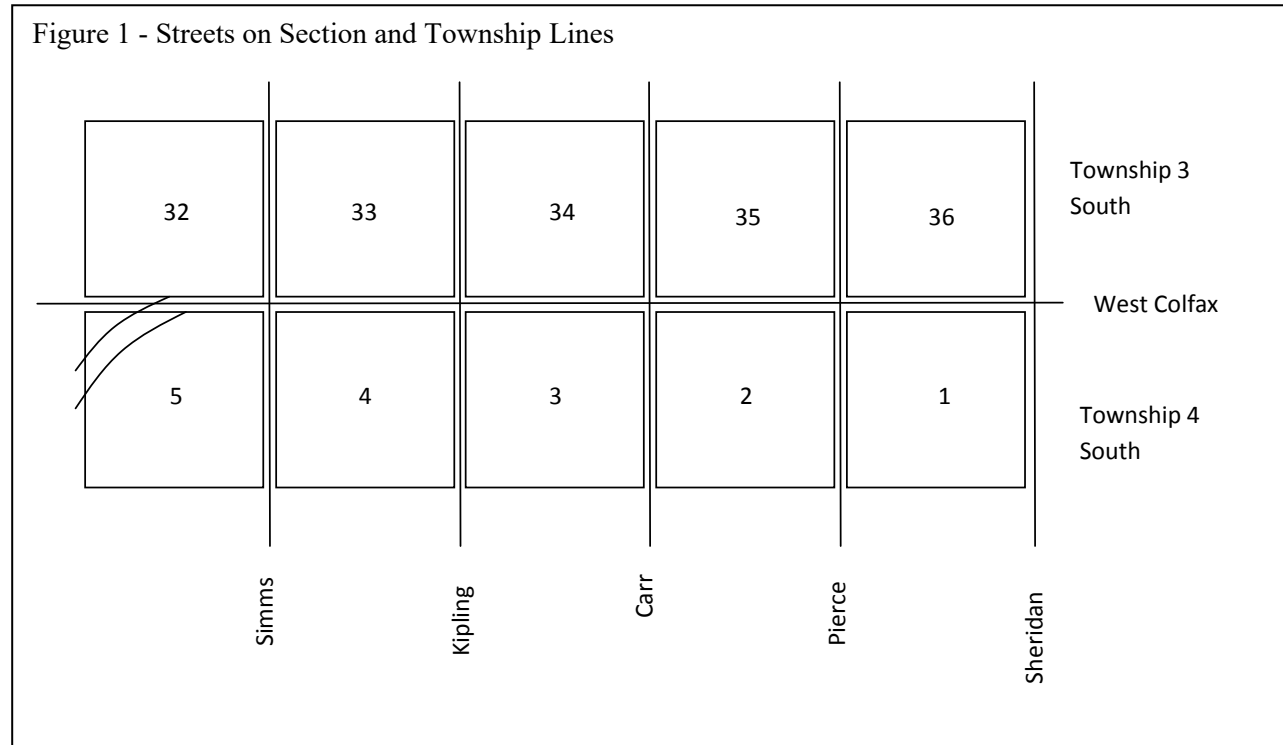 Figure 1 - Streets on Section and Township Lines
32 33 34 35 36
Township 3
South
West Colfax
5 4 3 2 1
Township 4
South
Simms
Kipling
Carr
Pierce
Sheridan